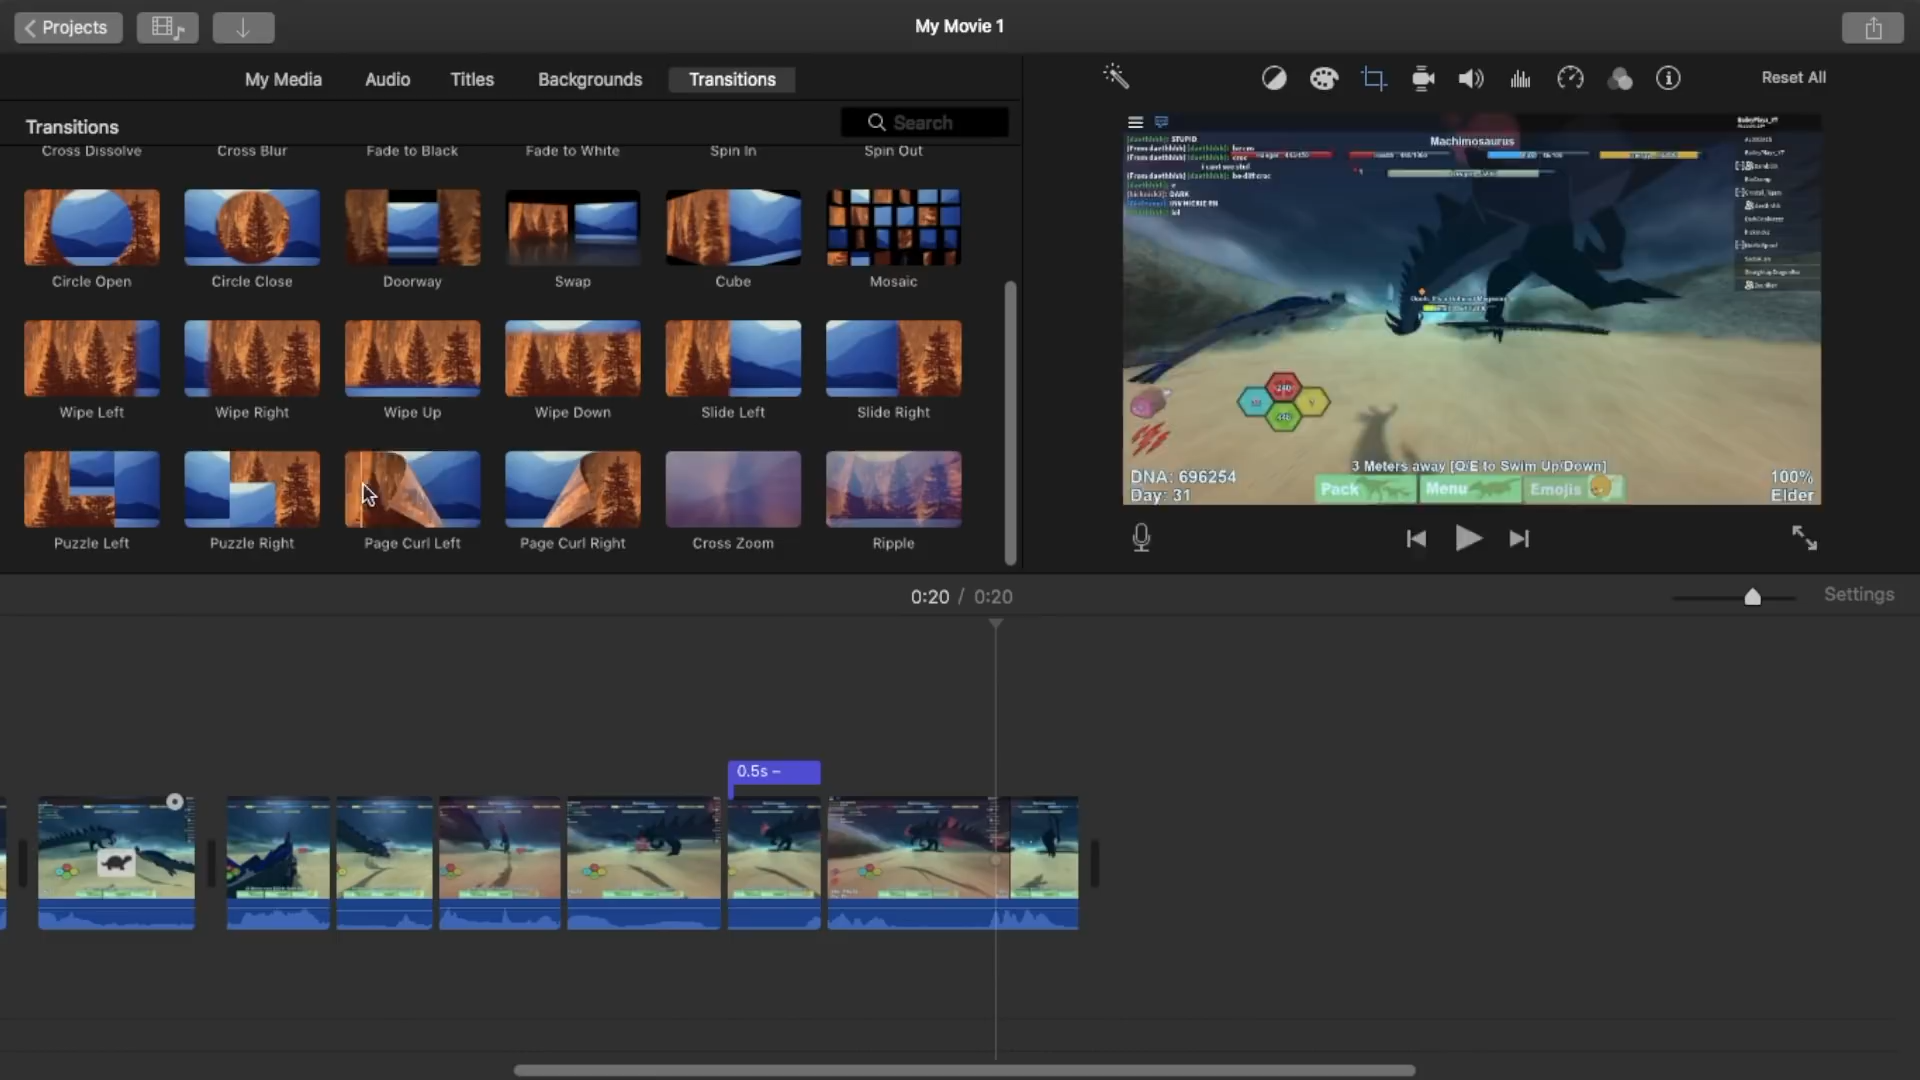 Projects
My Movie 1
My Media
Audio
Titles
Backgrounds
Transitions
Reset All
Transitions
Search
Cross Dissolve
Cross Blur
Fade to Black
Fade to White
Spin In
Spin Out
Circle Open
Circle Close
Doorway
Swap
Cube
Mosaic
Wipe Left
Wipe Right
Wipe Up
Wipe Down
Slide Left
Slide Right
Puzzle Left
Puzzle Right
Page Curl Left
Page Curl Right
Cross Zoom
Ripple
STUPID
Machimosaurus
DARK
lol
3 Meters away [Q/E to Swim Up/Down]
DNA: 696254
Day: 31
Pack
Menu
Emojis
100%
Elder
0:20 / 0:20
Settings
0.5s –